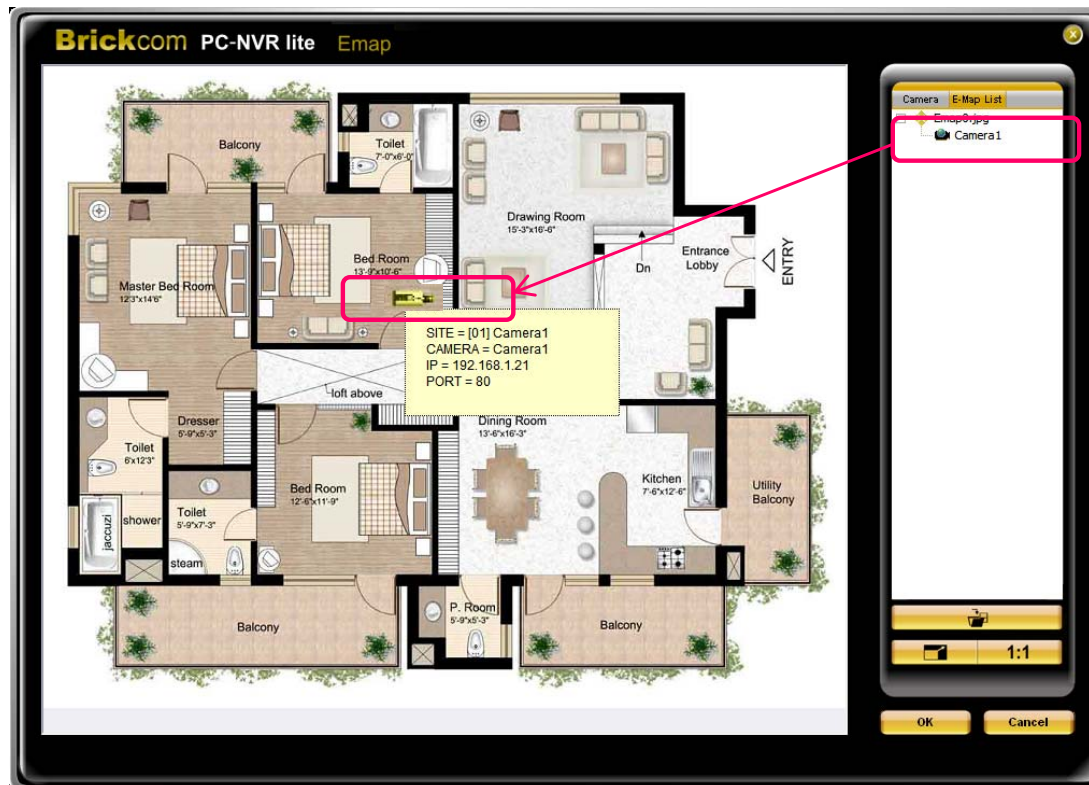 Brickcom PC-NVR lite Emap
Camera E-Map List
Emap0.jpg
Camera1
Balcony
Toilet
7'-0"x6'-0"
Drawing Room
15'-3"x16'-6"
Entrance
Lobby
ENTRY
Dn
Bed Room
13'-9"x10'-6"
Master Bed Room
12'3"x14'6"
SITE = [01] Camera1
CAMERA = Camera1
IP = 192.168.1.21
PORT = 80
loft above
Dresser
5'-9"x5'-3"
Dining Room
13'-6"x16'-3"
Toilet
6'x12'3"
Kitchen
7'-6"x12'-6"
Utility
Balcony
Bed Room
12'-6"x11'-9"
Toilet
5'-9"x7'-3"
shower
jaccuzi
steam
P. Room
5'-9"x5'-3"
Balcony
Balcony
1:1
OK Cancel